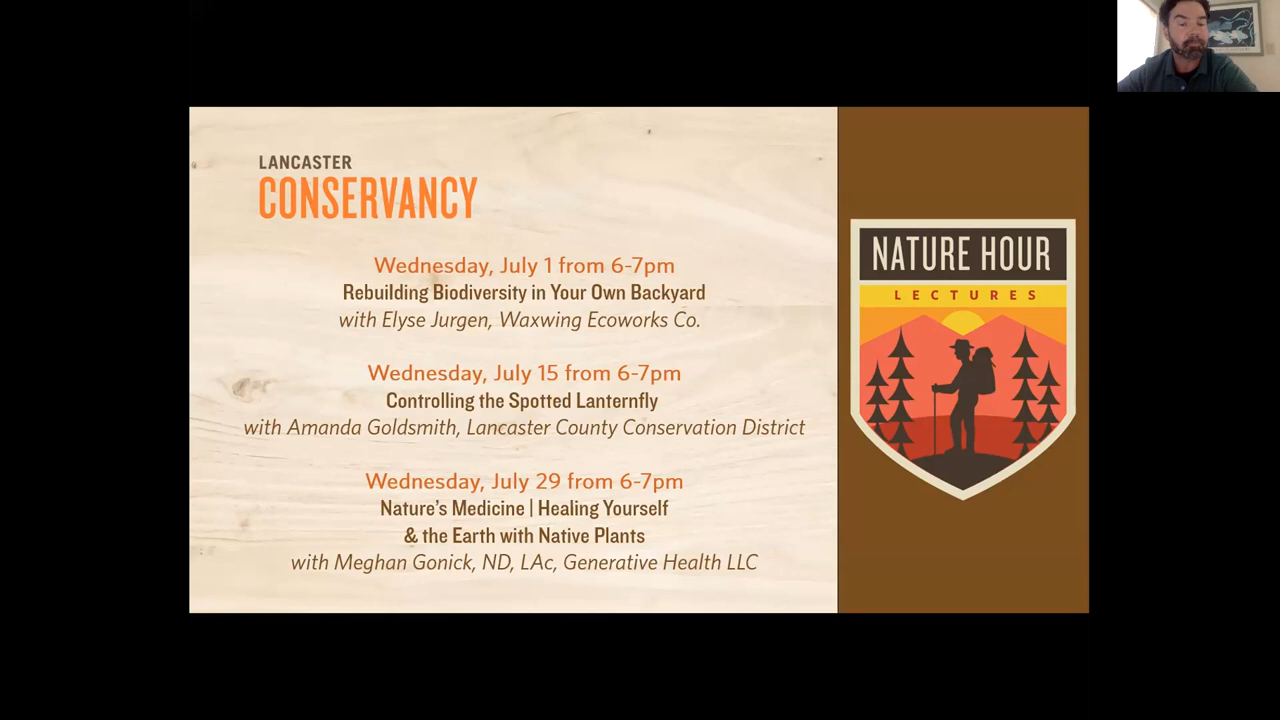 LANCASTER
CONSERVANCY
Wednesday, July 1 from 6-7pm
Rebuilding Biodiversity in Your Own Backyard
with Elyse Jurgen, Waxwing Ecoworks Co.
Wednesday, July 15 from 6-7pm
Controlling the Spotted Lanternfly
with Amanda Goldsmith, Lancaster County Conservation District
Wednesday, July 29 from 6-7pm
Nature's Medicine | Healing Yourself
& the Earth with Native Plants
with Meghan Gonick, ND, LAc, Generative Health LLC
NATURE HOUR
LECTURES